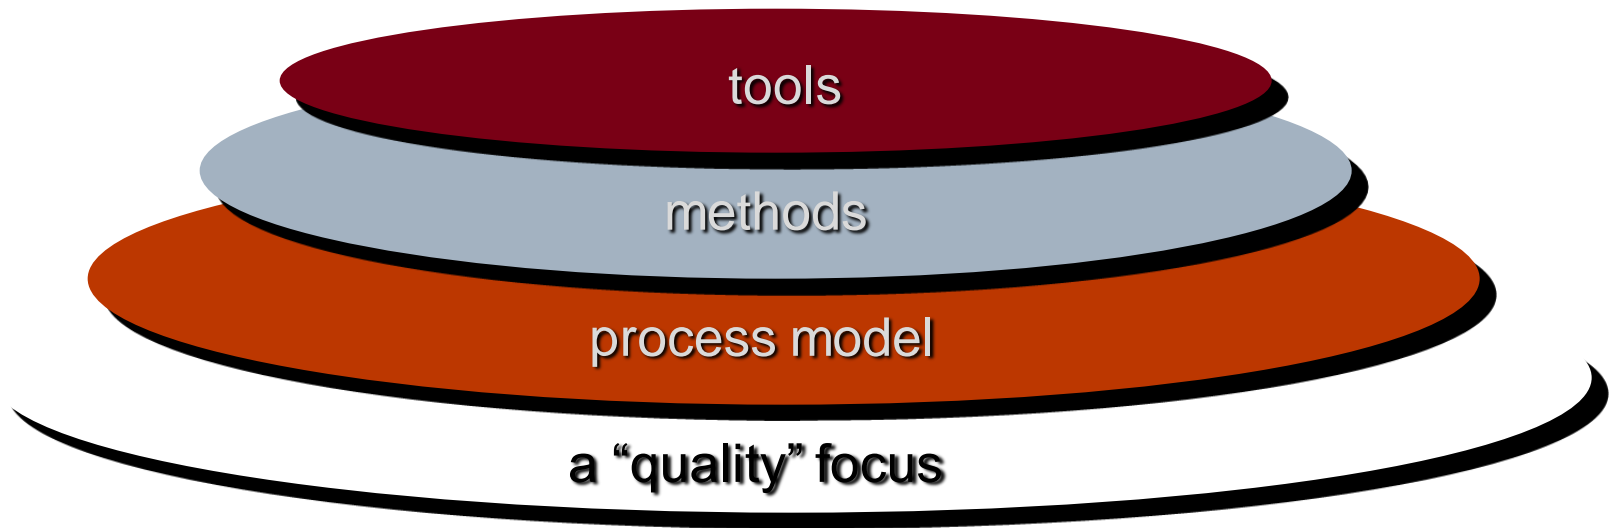 tools
methods
process model
a “quality” focus